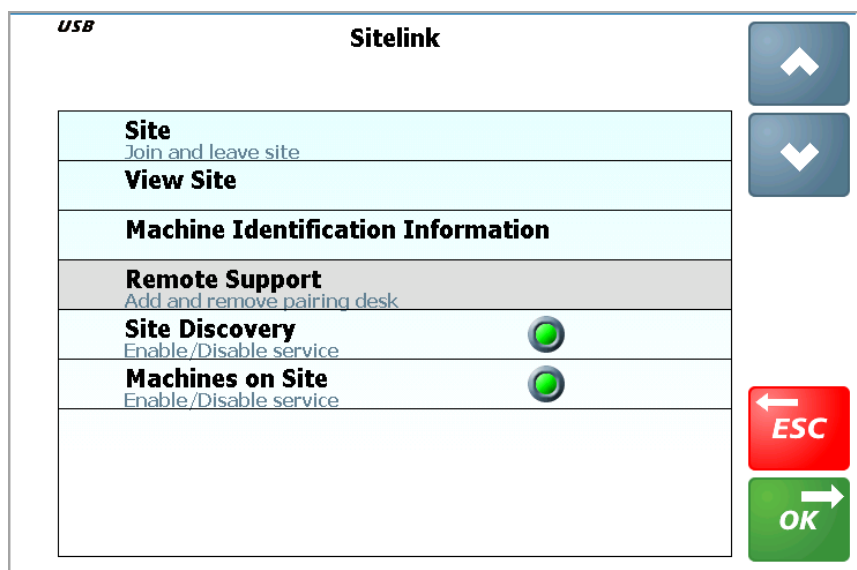 USB
Sitelink
Site
Join and leave site
View Site
Machine Identification Information
Remote Support
Add and remove pairing desk
Site Discovery
Enable/Disable service
Machines on Site
Enable/Disable service
ESC
OK